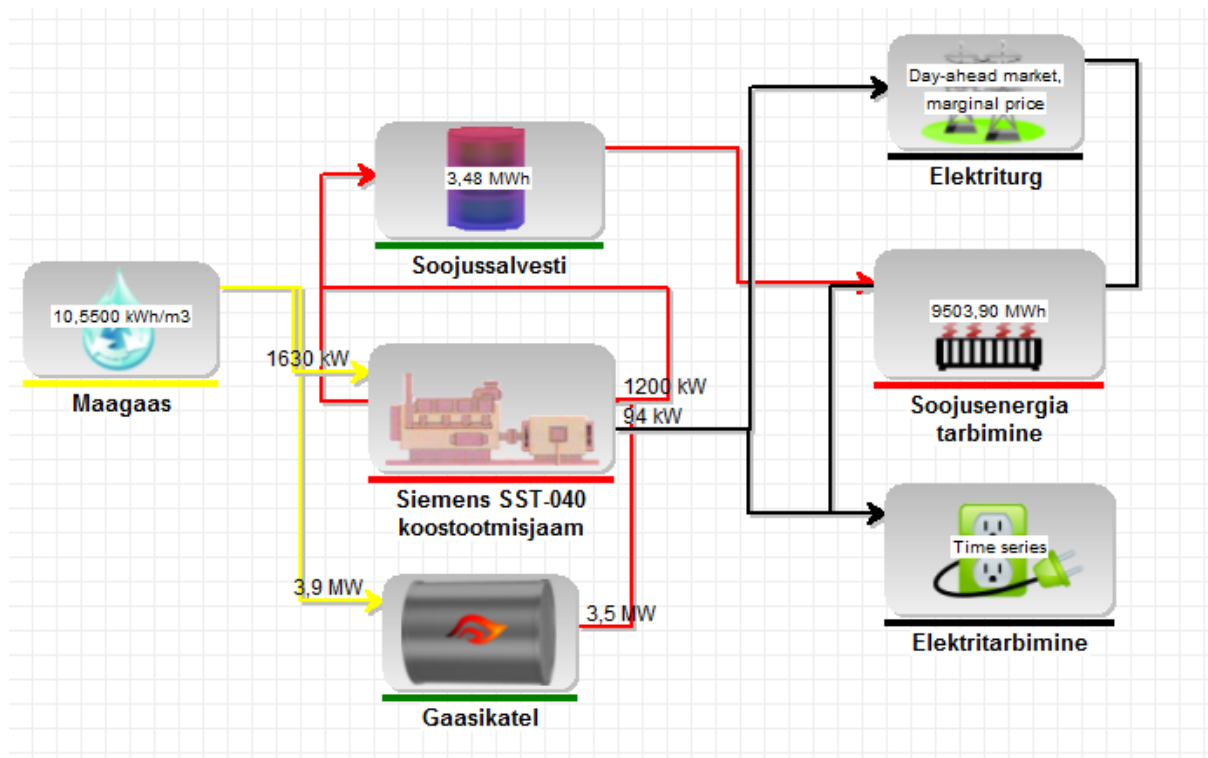 Day-ahead market,
marginal price
Elektriturg
3,48 MWh
Soojussalvesti
10,5500 kWh/m3
Maagaas
9503,90 MWh
Soojusenergia
tarbimine
1630 kW
1200 kW
94 kW
Siemens SST-040
koostootmisjaam
Time series
Elektritarbimine
3,9 MW
3,5 MW
Gaasikatel